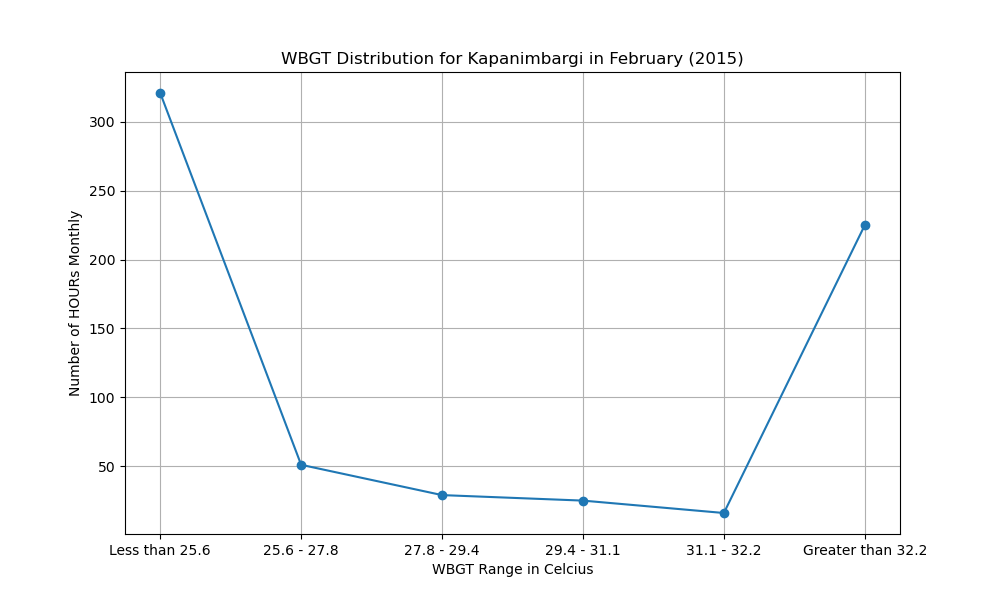 WBGT Distribution for Kapanimbargi in February (2015)
Number of HOURs Monthly
300
250
200
150
100
50
Less than 25.6
25.6 - 27.8
27.8 - 29.4
29.4 - 31.1
31.1 - 32.2
Greater than 32.2
WBGT Range in Celcius